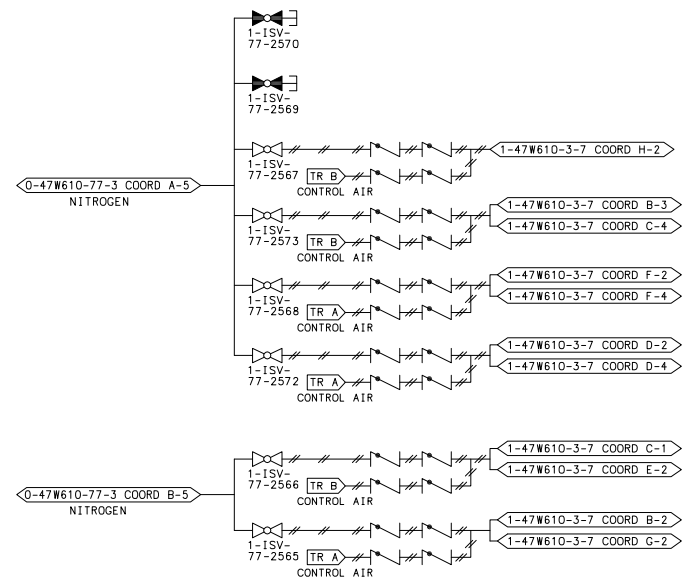 1-ISV-
77-2570
1-ISV-
77-2569
1-ISV-
77-2567
1-47W610-3-7 COORD H-2
TR B
CONTROL AIR
0-47W610-77-3 COORD A-5
NITROGEN
1-ISV-
77-2573
1-47W610-3-7 COORD B-3
1-47W610-3-7 COORD C-4
TR B
CONTROL AIR
1-ISV-
77-2568
1-47W610-3-7 COORD F-2
1-47W610-3-7 COORD F-4
TR A
CONTROL AIR
1-ISV-
77-2572
1-47W610-3-7 COORD D-2
1-47W610-3-7 COORD D-4
TR A
CONTROL AIR
1-ISV-
77-2566
1-47W610-3-7 COORD C-1
1-47W610-3-7 COORD E-2
TR B
CONTROL AIR
0-47W610-77-3 COORD B-5
NITROGEN
1-ISV-
77-2565
1-47W610-3-7 COORD B-2
1-47W610-3-7 COORD G-2
TR A
CONTROL AIR